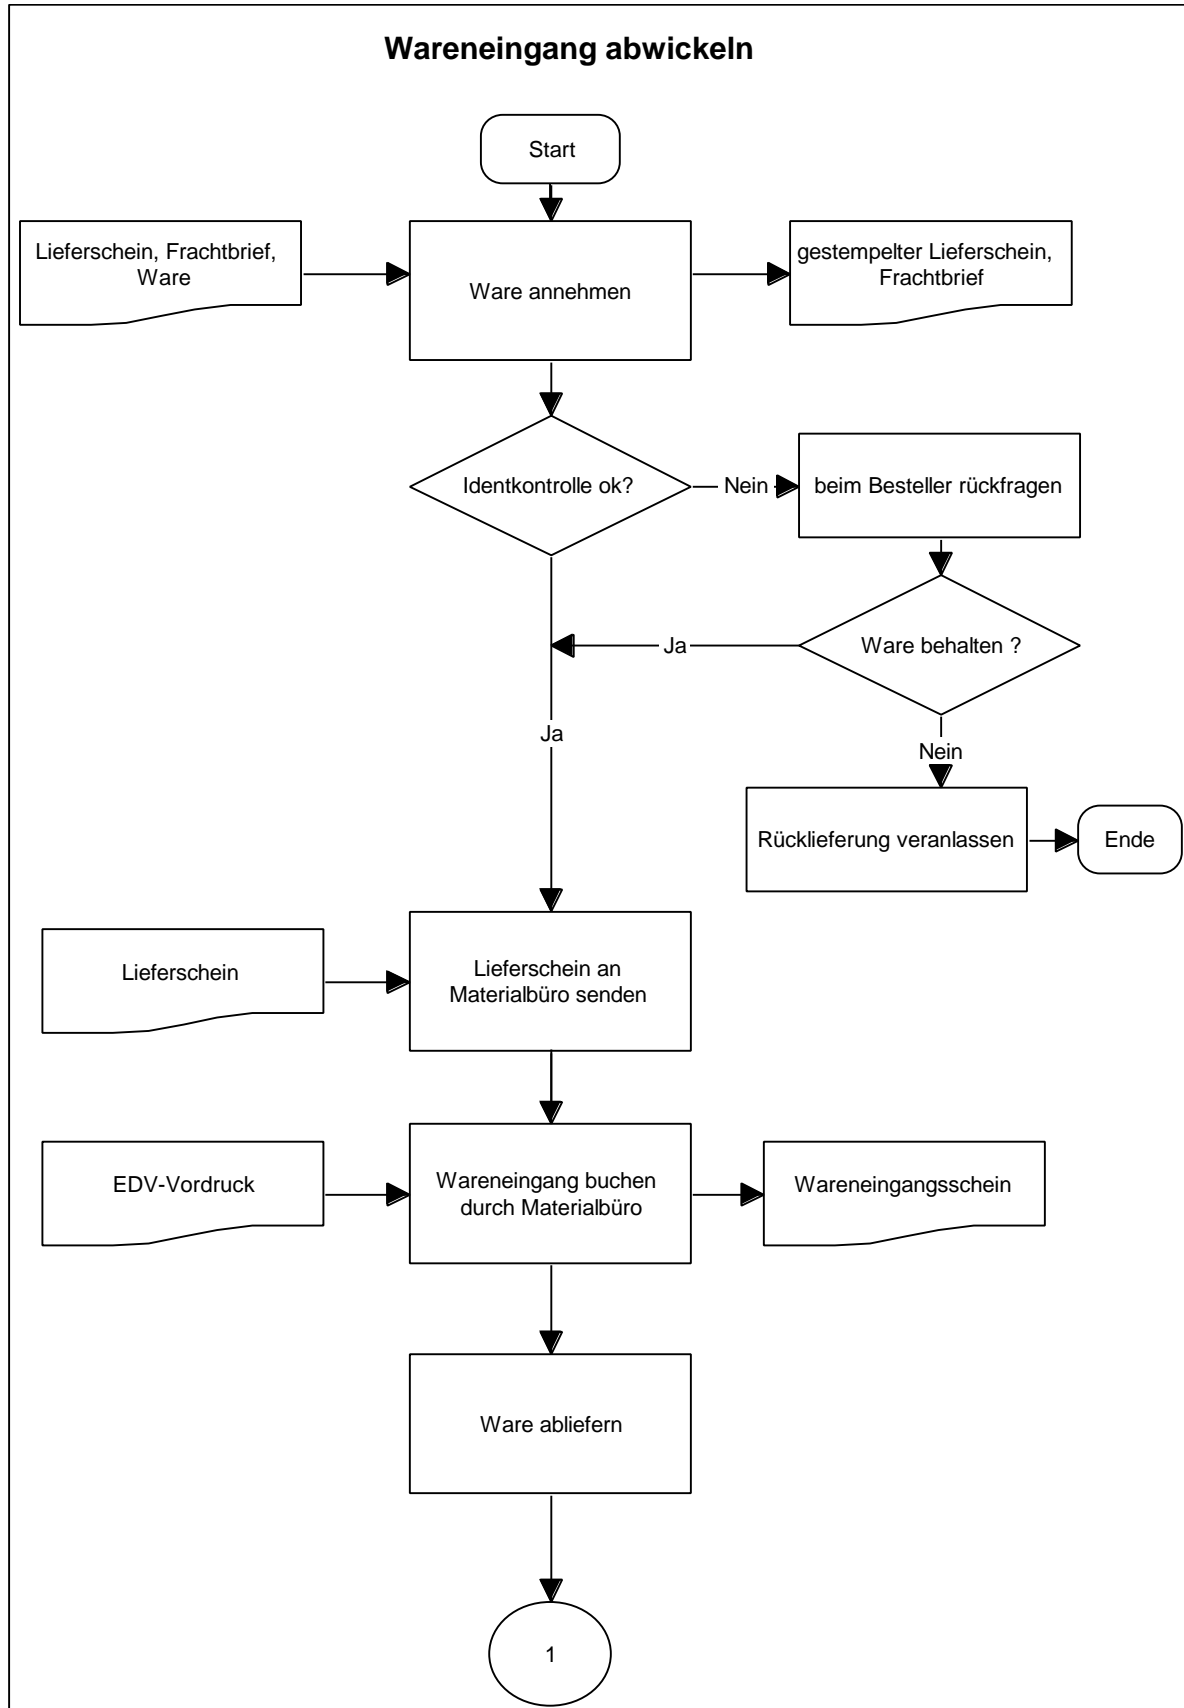 Wareneingang abwickeln
Start
Lieferschein, Frachtbrief,
Ware
Ware annehmen
gestempelter Lieferschein,
Frachtbrief
Identkontrolle ok?
Nein
beim Besteller rückfragen
Ja
Ware behalten ?
Ja
Nein
Rücklieferung veranlassen
Ende
Lieferschein
Lieferschein an
Materialbüro senden
EDV-Vordruck
Wareneingang buchen
durch Materialbüro
Wareneingangsschein
Ware abliefern
1